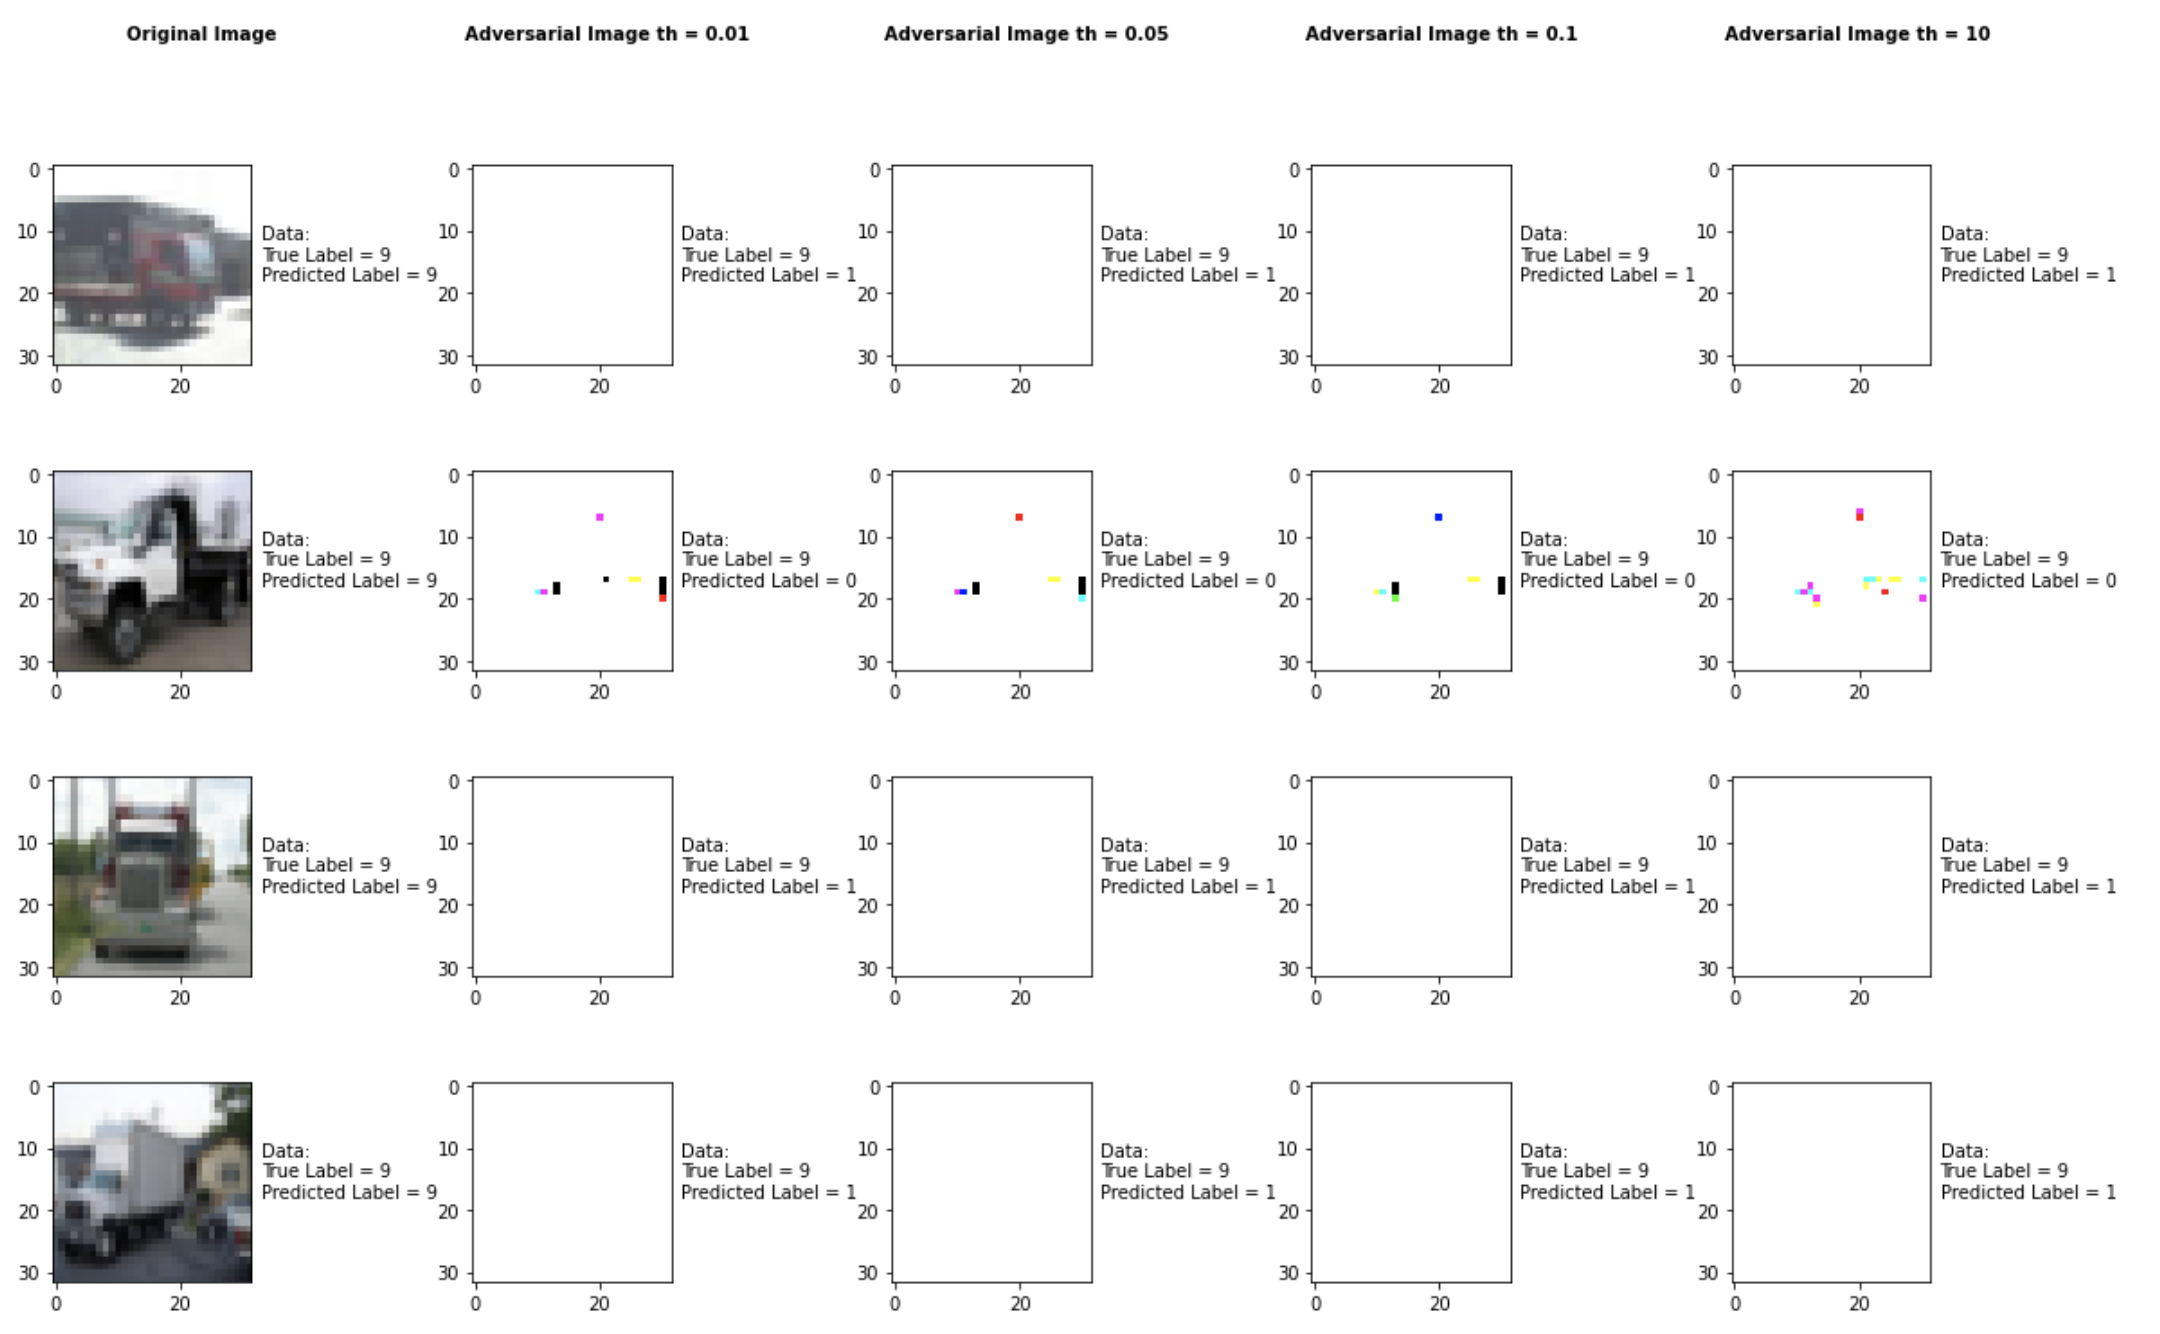 Original Image
Adversarial Image th = 0.01
Adversarial Image th = 0.05
Adversarial Image th = 0.1
Adversarial Image th = 10
0
10
20
30
0
20
Data:
True Label = 9
Predicted Label = 9
0
10
20
30
0
20
Data:
True Label = 9
Predicted Label = 1
0
10
20
30
0
20
Data:
True Label = 9
Predicted Label = 1
0
10
20
30
0
20
Data:
True Label = 9
Predicted Label = 1
0
10
20
30
0
20
Data:
True Label = 9
Predicted Label = 1
0
10
20
30
0
20
Data:
True Label = 9
Predicted Label = 9
0
10
20
30
0
20
Data:
True Label = 9
Predicted Label = 0
0
10
20
30
0
20
Data:
True Label = 9
Predicted Label = 0
0
10
20
30
0
20
Data:
True Label = 9
Predicted Label = 0
0
10
20
30
0
20
Data:
True Label = 9
Predicted Label = 0
0
10
20
30
0
20
Data:
True Label = 9
Predicted Label = 9
0
10
20
30
0
20
Data:
True Label = 9
Predicted Label = 1
0
10
20
30
0
20
Data:
True Label = 9
Predicted Label = 1
0
10
20
30
0
20
Data:
True Label = 9
Predicted Label = 1
0
10
20
30
0
20
Data:
True Label = 9
Predicted Label = 1
0
10
20
30
0
20
Data:
True Label = 9
Predicted Label = 9
0
10
20
30
0
20
Data:
True Label = 9
Predicted Label = 1
0
10
20
30
0
20
Data:
True Label = 9
Predicted Label = 1
0
10
20
30
0
20
Data:
True Label = 9
Predicted Label = 1
0
10
20
30
0
20
Data:
True Label = 9
Predicted Label = 1